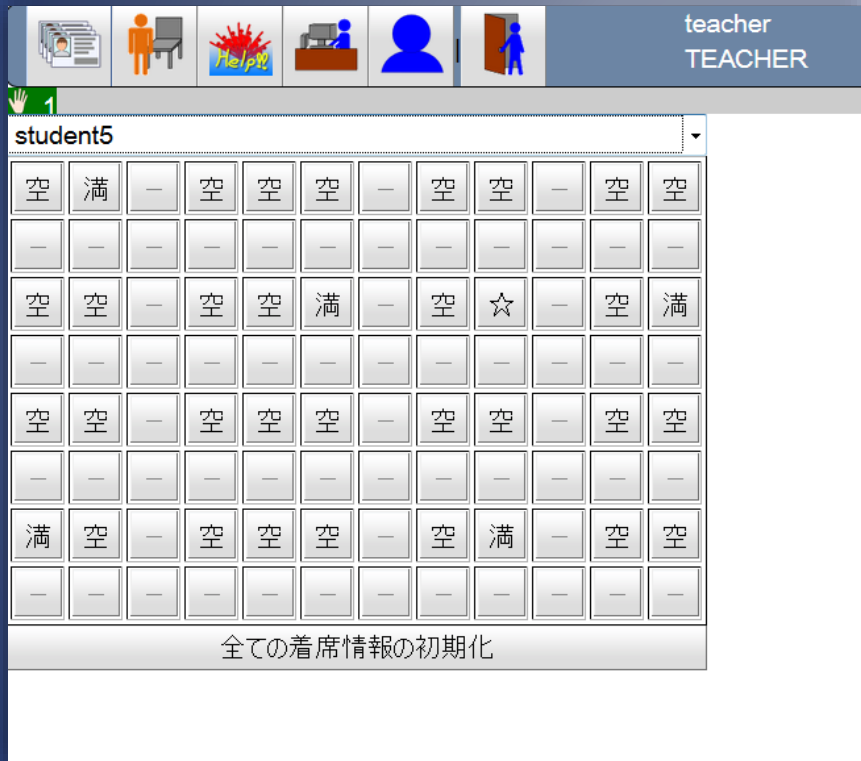 Help!!
teacher
TEACHER
1
student5
空 満 － 空 空 空 － 空 空 － 空 空
－ － － － － － － － － － － －
空 空 － 空 空 満 － 空 ☆ － 空 満
－ － － － － － － － － － － －
空 空 － 空 空 空 － 空 空 － 空 空
－ － － － － － － － － － － －
満 空 － 空 空 空 － 空 満 － 空 空
－ － － － － － － － － － － －
全ての着席情報の初期化